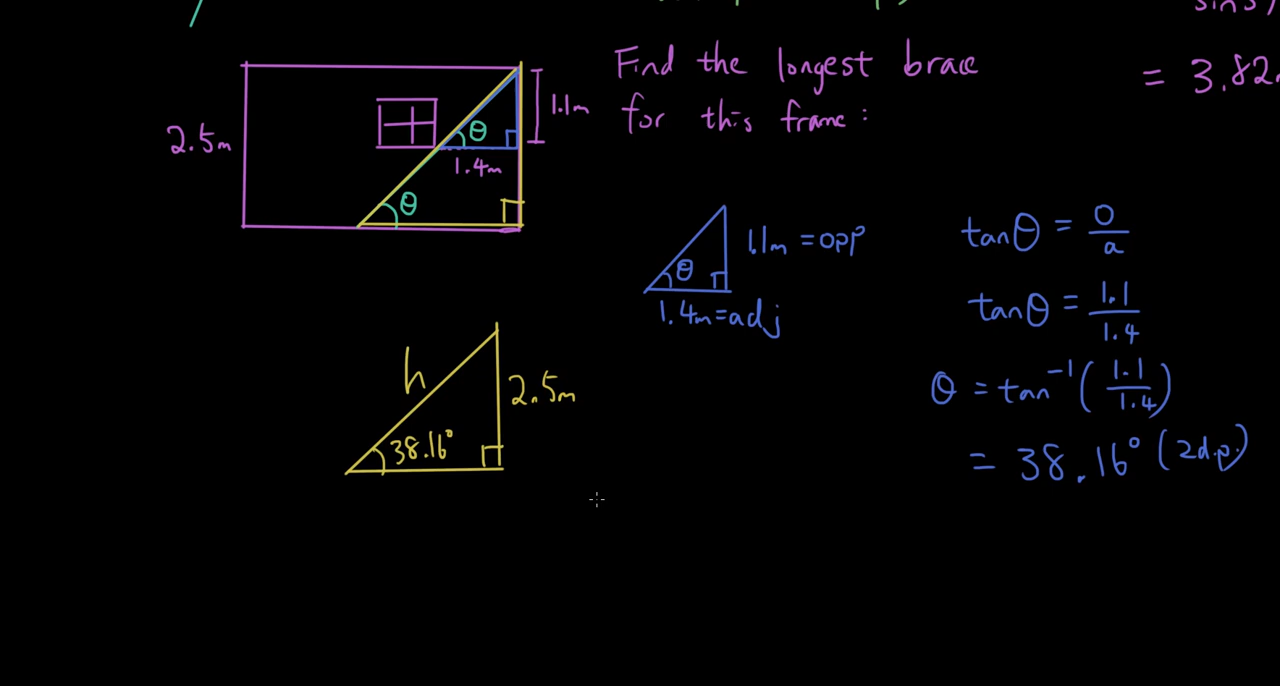 = 3.82
Find the longest brace
for this frame:
2.5m
1.1m
θ
1.4m
θ
1.1m = opp
θ
1.4m = adj
tanθ = o/a
tanθ = 1.1/1.4
θ = tan⁻¹(1.1/1.4)
= 38.16° (2d.p.)
h
2.5m
38.16°